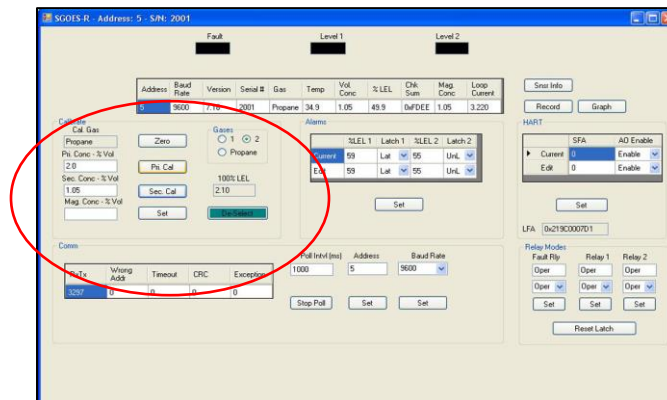 SGOES-R - Address: 5 - S/N: 2001
Fault Level 1 Level 2
Address Baud Rate Version Serial # Gas Temp Vol. Conc % LEL Chk Sum Mag. Conc Loop Current
5 9600 7.16 2001 Propane 34.9 1.05 49.9 0xFDEE 1.05 3.220
Snsr Info
Record Graph
Calibrate
Cal. Gas
Propane
Pri. Conc - % Vol
2.0
Sec. Conc - % Vol
1.05
Mag. Conc - % Vol
Zero
Pri. Cal
Sec. Cal
Set
Gases
1 2
Propane
100% LEL
2.10
De-Select
Alarms
%LEL 1 Latch 1 %LEL 2 Latch 2
Current 59 Lat 55 UnL
Edit 59 Lat 55 UnL
Set
HART
SFA AO Enable
Current 0 Enable
Edit 0 Enable
Set
LFA 0x219C0007D1
Comm
Rx/Tx Wrong Addr Timeout CRC Exception
3297 0 0 0 0
Poll Intvl (ms) Address Baud Rate
1000 5 9600
Stop Poll Set Set
Relay Modes
Fault Rly Relay 1 Relay 2
Oper Oper Oper
Oper Oper Oper
Set Set Set
Reset Latch